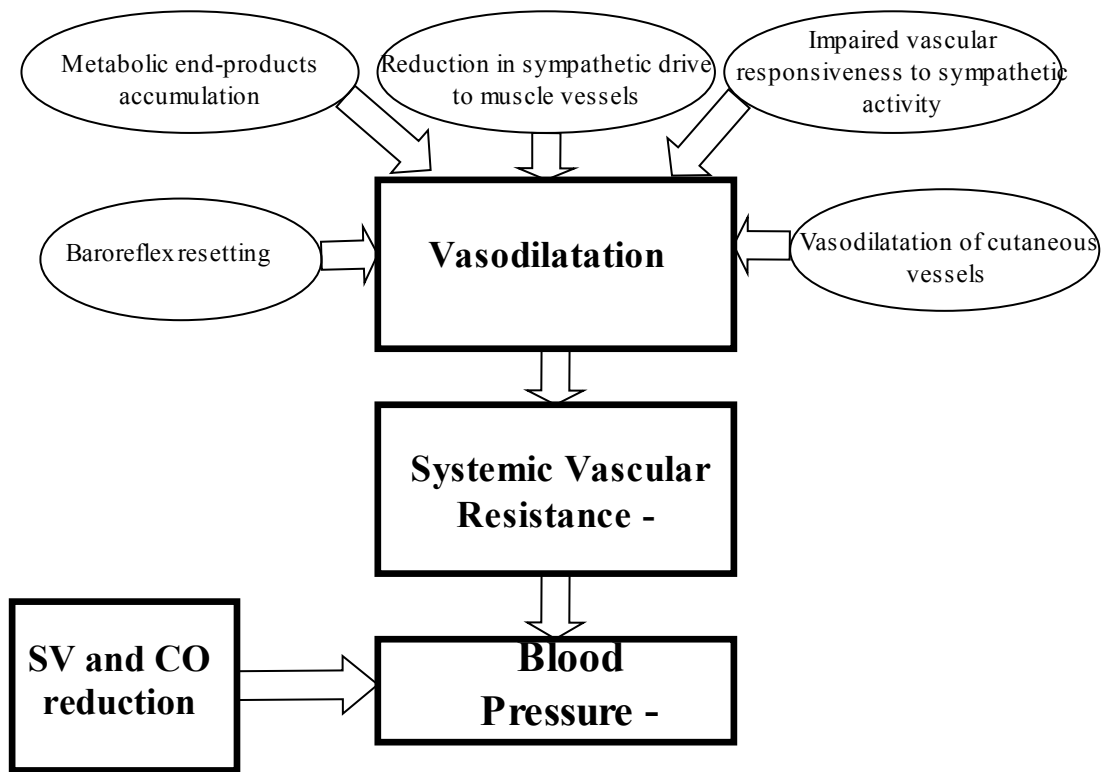 Metabolic end-products
accumulation
Reduction in sympathetic drive
to muscle vessels
Impaired vascular
responsiveness to sympathetic
activity
Baroreflex resetting
Vasodilatation
Vasodilatation of cutaneous
vessels
Systemic Vascular
Resistance -
SV and CO
reduction
Blood
Pressure -